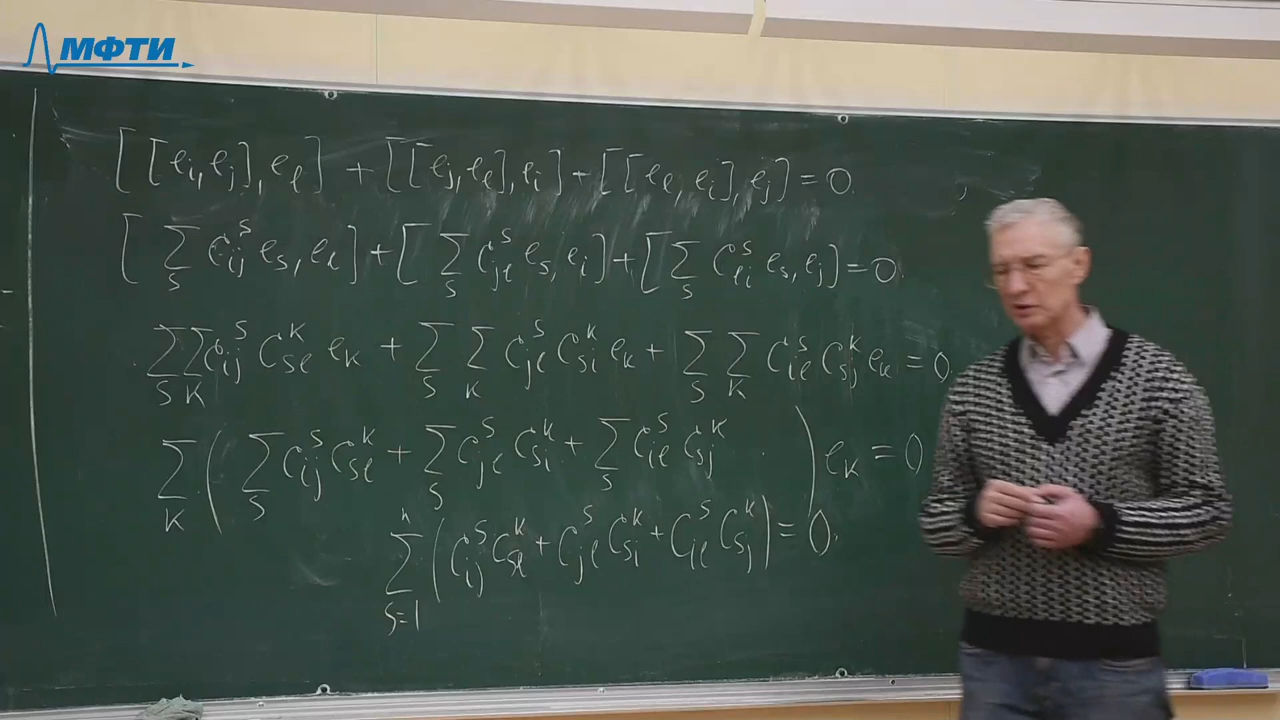 МФТИ
[[e_i, e_j], e_ℓ] + [[e_j, e_ℓ], e_i] + [[e_ℓ, e_i], e_j] = 0
[∑_s C_{ij}^s e_s, e_ℓ] + [∑_s C_{jℓ}^s e_s, e_i] + [∑_s C_{ℓi}^s e_s, e_j] = 0
∑_s ∑_K C_{ij}^s C_{sℓ}^K e_K + ∑_s ∑_K C_{jℓ}^s C_{si}^K e_K + ∑_s ∑_K C_{iℓ}^s C_{sj}^K e_K = 0
∑_K (∑_s C_{ij}^s C_{sℓ}^K + ∑_s C_{jℓ}^s C_{si}^K + ∑_s C_{iℓ}^s C_{sj}^K) e_K = 0
∑_{s=1}^n (C_{ij}^s C_{sℓ}^K + C_{jℓ}^s C_{si}^K + C_{iℓ}^s C_{sj}^K) = 0.